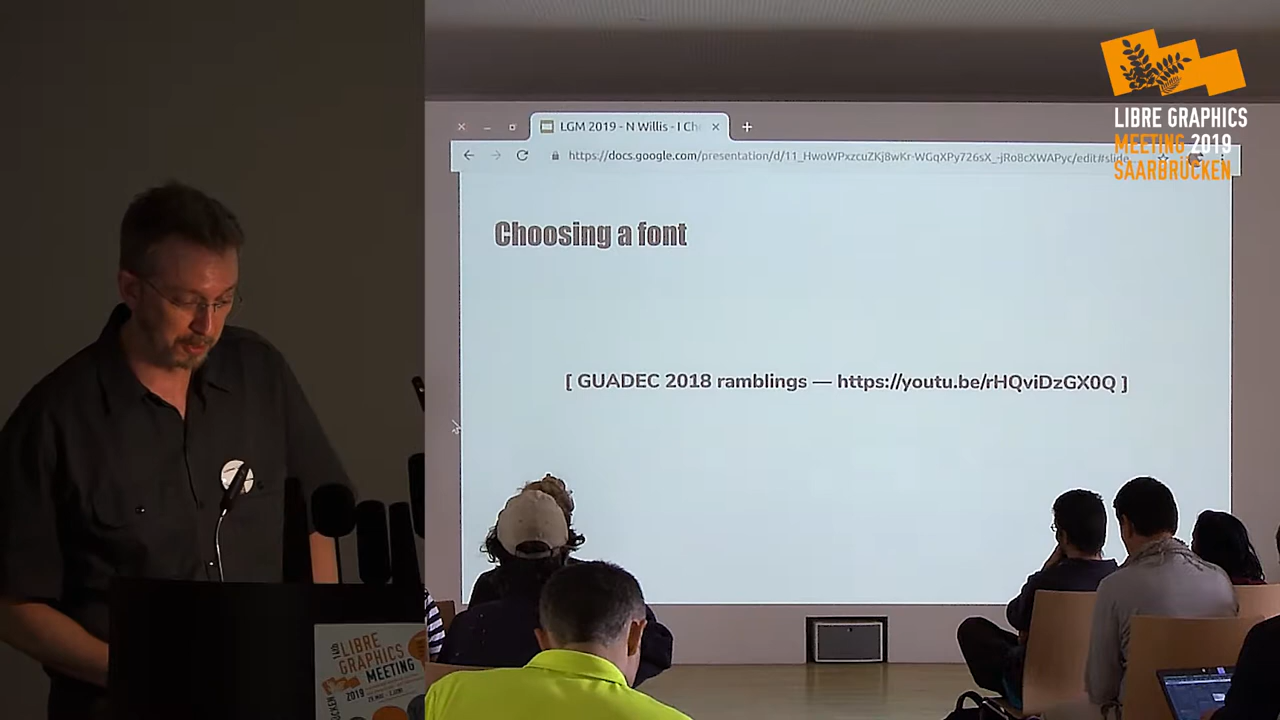 LIBRE GRAPHICS
MEETING 2019
SAARBRÜCKEN
LGM 2019 - N Willis - I Ch
https://docs.google.com/presentation/d/11_HwoWPxzcuZKj8wKr-WGqXPy726sX_-jRo8cXWAPyc/edit#slide
Choosing a font
[ GUADEC 2018 ramblings — https://youtu.be/rHQviDzGX0Q ]
LIBRE
GRAPHICS
MEETING
2019